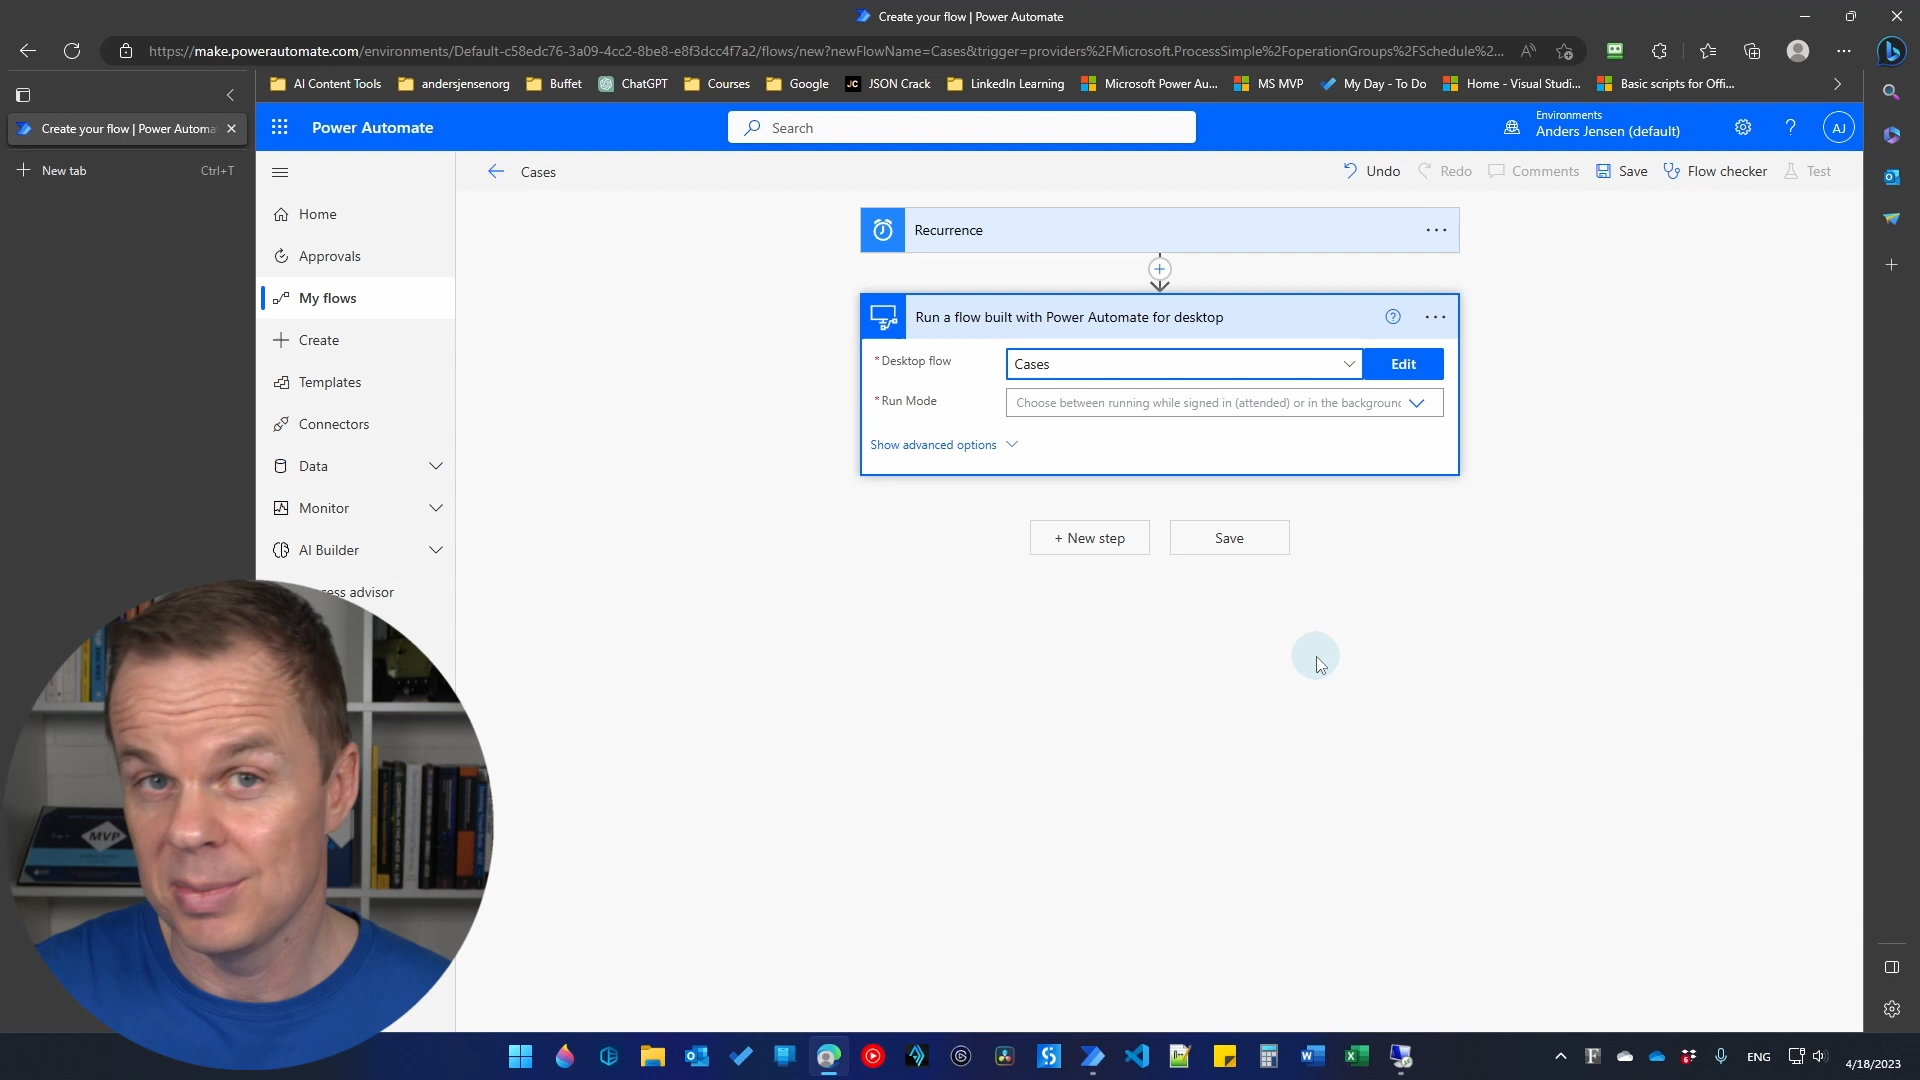 Create your flow | Power Automate
https://make.powerautomate.com/environments/Default-c58edc76-3a09-4cc2-8be8-e8f3dcc4f7a2/flows/new?newFlowName=Cases&trigger=providers%2FMicrosoft.ProcessSimple%2FoperationGroups%2FSchedule%2...
AI Content Tools andersjensenorg Buffet ChatGPT Courses Google JC JSON Crack LinkedIn Learning Microsoft Power Au... MS MVP My Day - To Do Home - Visual Studi... Basic scripts for Offi...
Create your flow | Power Automa
New tab Ctrl+T
Power Automate
Search
Environments
Anders Jensen (default)
AJ
Cases
Undo Redo Comments Save Flow checker Test
Home
Approvals
My flows
Create
Templates
Connectors
Data
Monitor
AI Builder
ess advisor
Recurrence
Run a flow built with Power Automate for desktop
* Desktop flow
Cases
Edit
* Run Mode
Choose between running while signed in (attended) or in the background
Show advanced options
+ New step
Save
MVP
ENG
4/18/2023